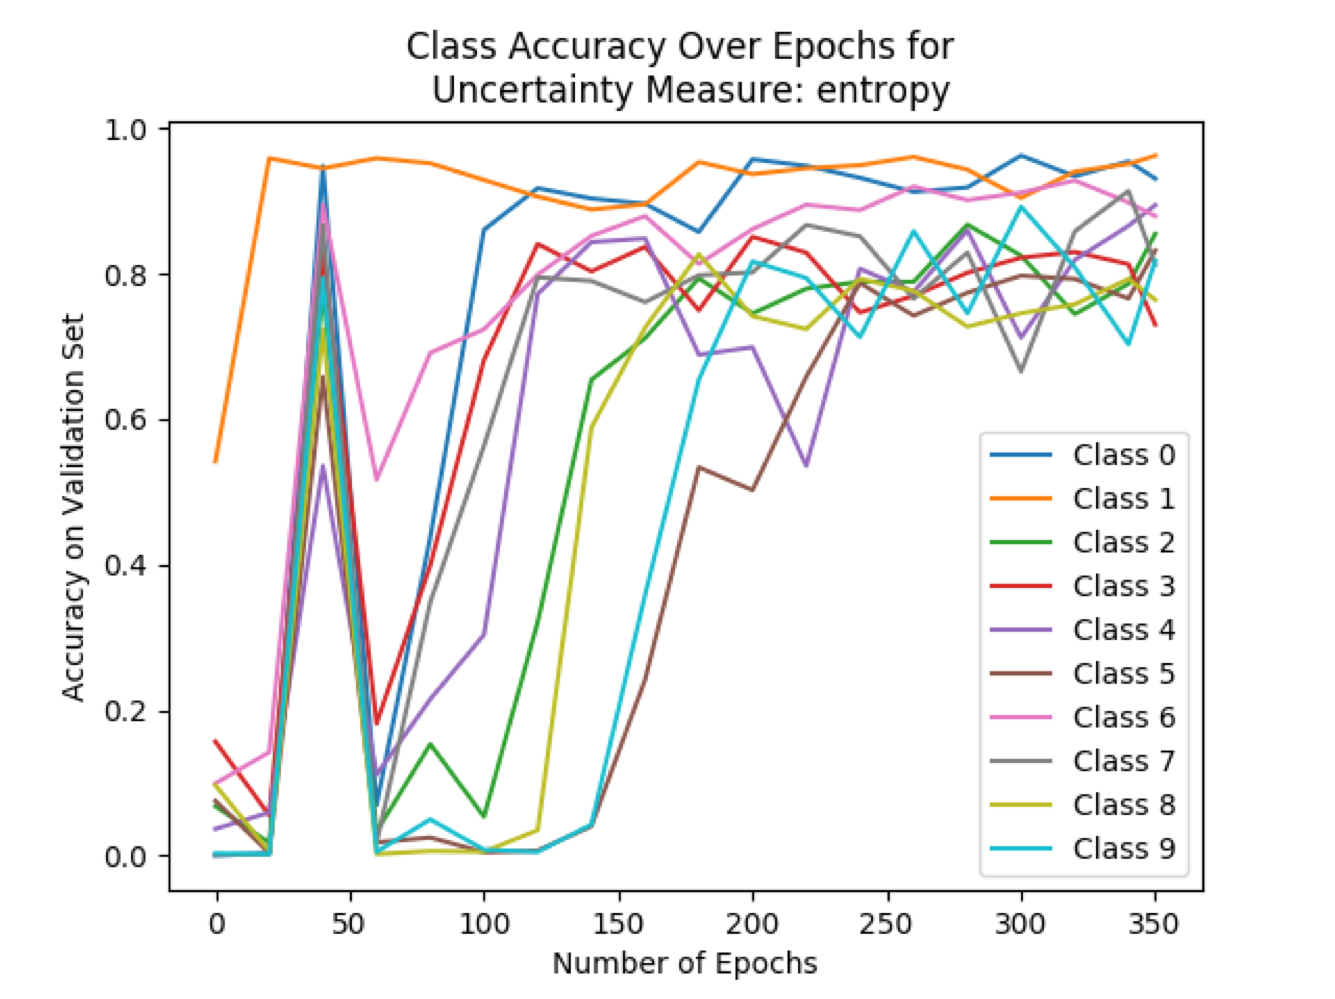 Class Accuracy Over Epochs for
Uncertainty Measure: entropy
1.0
0.8
0.6
0.4
0.2
0.0
Accuracy on Validation Set
0 50 100 150 200 250 300 350
Number of Epochs
Class 0
Class 1
Class 2
Class 3
Class 4
Class 5
Class 6
Class 7
Class 8
Class 9